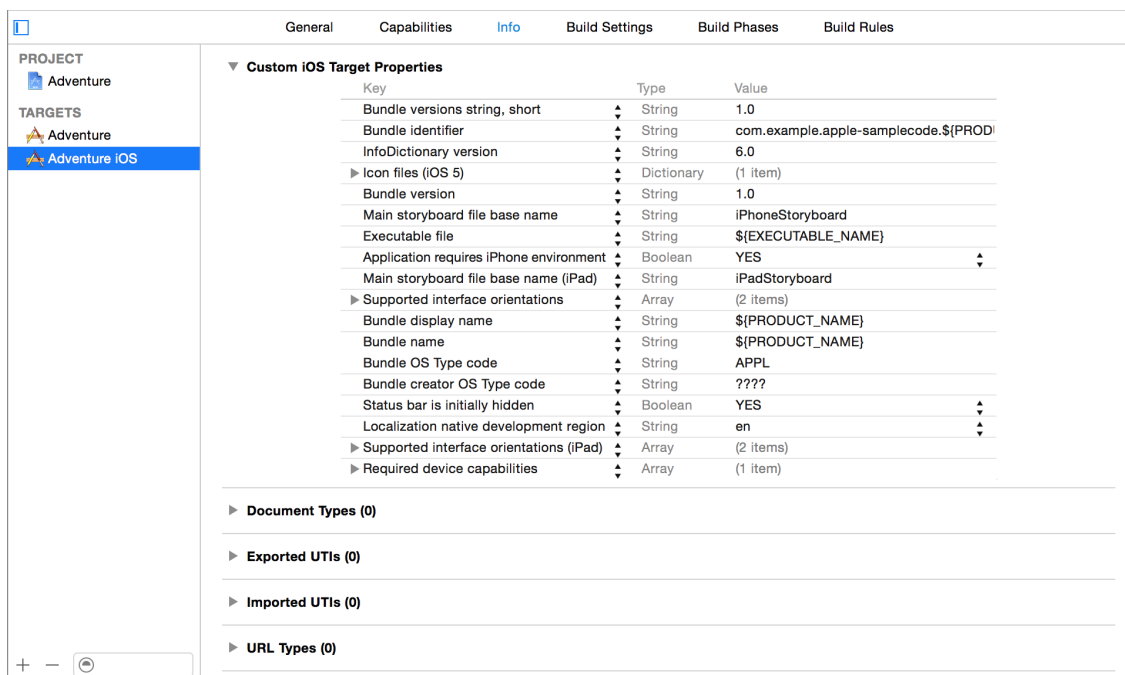 General Capabilities Info Build Settings Build Phases Build Rules
PROJECT
Adventure
TARGETS
Adventure
Adventure iOS
Custom iOS Target Properties
Key Type Value
Bundle versions string, short String 1.0
Bundle identifier String com.example.apple-samplecode.${PRODU
InfoDictionary version String 6.0
Icon files (iOS 5) Dictionary (1 item)
Bundle version String 1.0
Main storyboard file base name String iPhoneStoryboard
Executable file String ${EXECUTABLE_NAME}
Application requires iPhone environment Boolean YES
Main storyboard file base name (iPad) String iPadStoryboard
Supported interface orientations Array (2 items)
Bundle display name String ${PRODUCT_NAME}
Bundle name String ${PRODUCT_NAME}
Bundle OS Type code String APPL
Bundle creator OS Type code String ????
Status bar is initially hidden Boolean YES
Localization native development region String en
Supported interface orientations (iPad) Array (2 items)
Required device capabilities Array (1 item)
Document Types (0)
Exported UTIs (0)
Imported UTIs (0)
URL Types (0)